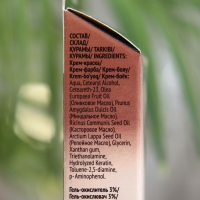 СОСТАВ/
СКЛАД/
ҚҰРАМЫ/ TARKIBI/
КУРАМЫ/ INGREDIENTS:
Крем-краска/
Крем-фарба/ Крем-бояу/
Krem-bo'yoq/ Крем-боёк:
Aqua, Cetearyl Alcohol,
Ceteareth-23, Olea
Europaea Fruit Oil
(Оливковое Масло), Prunus
Amygdalus Dulcis Oil
(Миндальное Масло),
Ricinus Communis Seed Oil
(Касторовое Масло),
Arctium Lappa Seed Oil
(Репейное Масло), Glycerin,
Xanthan gum,
Triethanolamine,
Hydrolyzed Keratin,
Toluene-2,5-diamine,
p-Aminophenol.
Гель-окислитель 3%/
Гель-окислювач 3%/